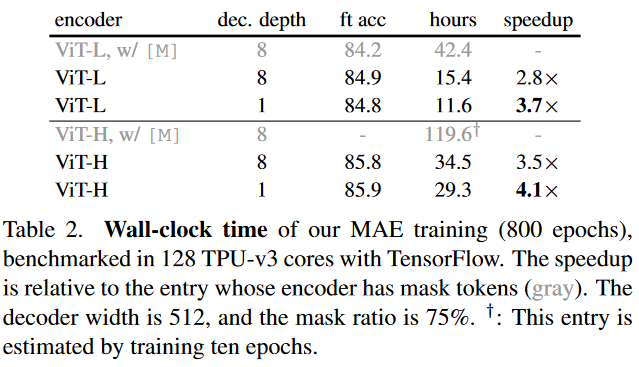 encoder dec. depth ft acc hours speedup
ViT-L, w/ [M] 8 84.2 42.4 -
ViT-L 8 84.9 15.4 2.8×
ViT-L 1 84.8 11.6 3.7×
ViT-H, w/ [M] 8 - 119.6† -
ViT-H 8 85.8 34.5 3.5×
ViT-H 1 85.9 29.3 4.1×
Table 2. Wall-clock time of our MAE training (800 epochs),
benchmarked in 128 TPU-v3 cores with TensorFlow. The speedup
is relative to the entry whose encoder has mask tokens (gray). The
decoder width is 512, and the mask ratio is 75%. †: This entry is
estimated by training ten epochs.